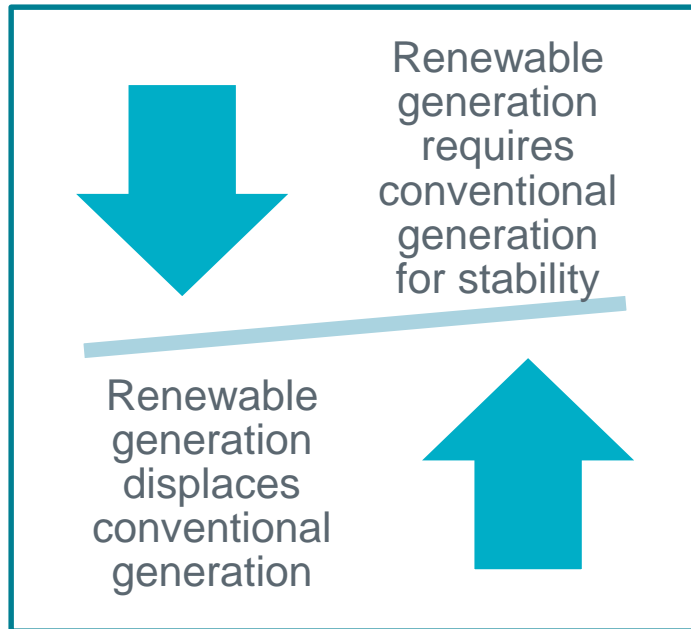 Renewable
generation
requires
conventional
generation
for stability
Renewable
generation
displaces
conventional
generation